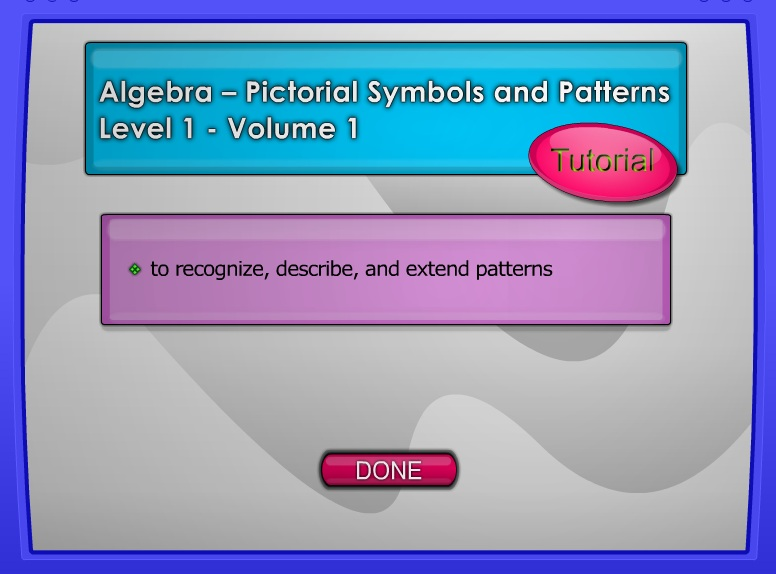 Algebra – Pictorial Symbols and Patterns
Level 1 - Volume 1
Tutorial
to recognize, describe, and extend patterns
DONE